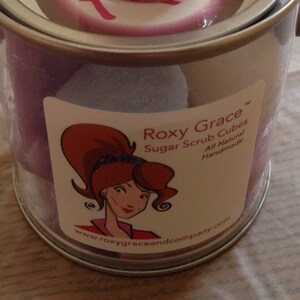 Roxy Grace™
Sugar Scrub Cubes
All Natural
Handmade
www.roxygraceandcompany.com